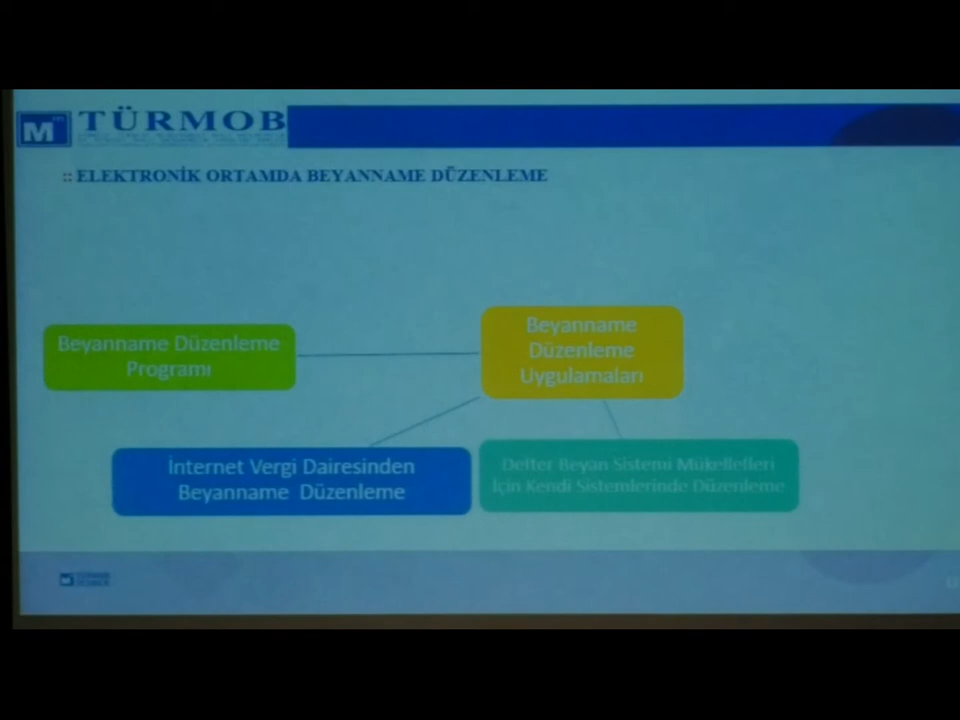 TÜRMOB
:: ELEKTRONİK ORTAMDA BEYANNAME DÜZENLEME
Beyanname Düzenleme
Programı
Beyanname
Düzenleme
Uygulamaları
İnternet Vergi Dairesinden
Beyanname Düzenleme
Defter Beyan Sistemi Mükellefleri
İçin Kendi Sistemlerinde Düzenleme